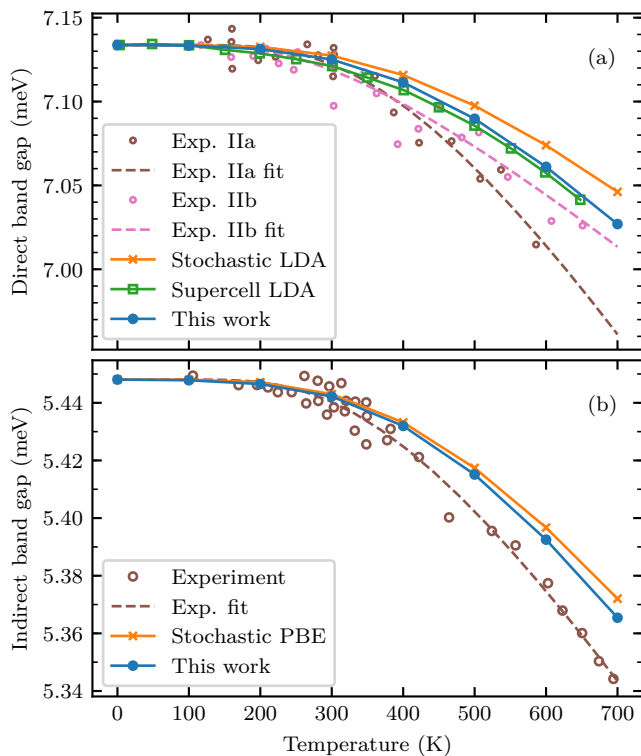 7.15
(a)
7.10
7.05
7.00
Direct band gap (meV)
Exp. IIa
Exp. IIa fit
Exp. IIb
Exp. IIb fit
Stochastic LDA
Supercell LDA
This work
(b)
5.44
5.42
5.40
5.38
5.36
5.34
Indirect band gap (meV)
Experiment
Exp. fit
Stochastic PBE
This work
0 100 200 300 400 500 600 700
Temperature (K)